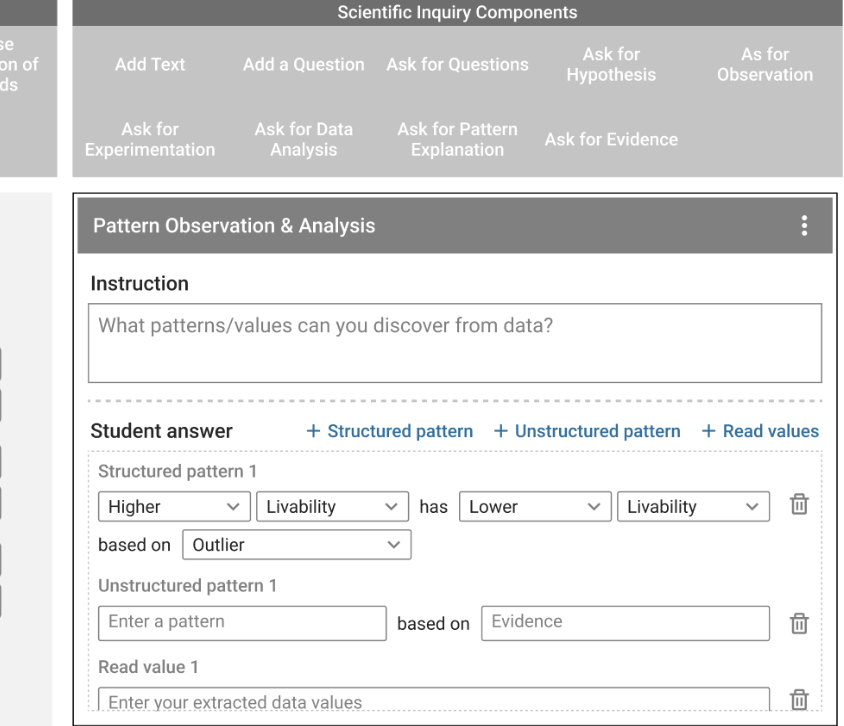 Scientific Inquiry Components
Add Text
Add a Question
Ask for Questions
Ask for
Hypothesis
As for
Observation
Ask for
Experimentation
Ask for Data
Analysis
Ask for Pattern
Explanation
Ask for Evidence
Pattern Observation & Analysis
Instruction
What patterns/values can you discover from data?
Student answer + Structured pattern + Unstructured pattern + Read values
Structured pattern 1
Higher Livability has Lower Livability
based on Outlier
Unstructured pattern 1
Enter a pattern based on Evidence
Read value 1
Enter your extracted data values